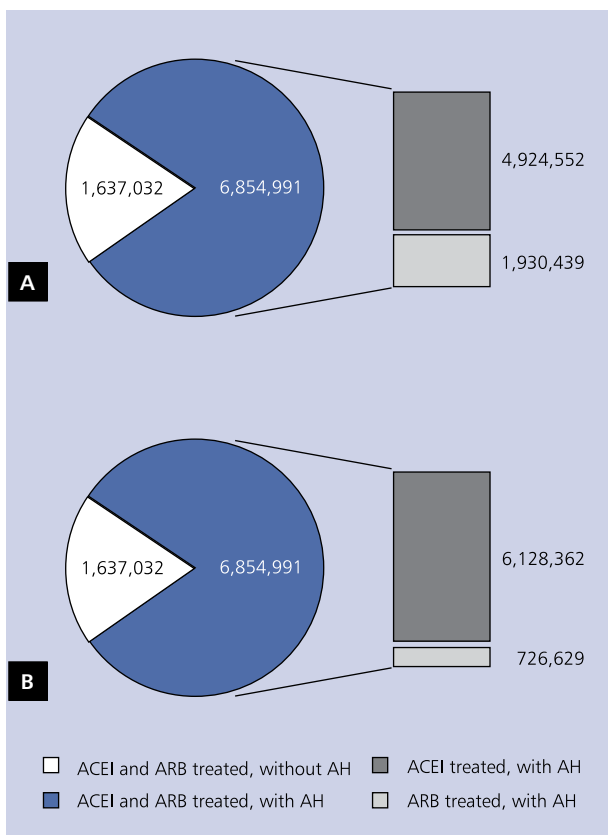 1,637,032
6,854,991
4,924,552
1,930,439
A
1,637,032
6,854,991
6,128,362
726,629
B
ACEI and ARB treated, without AH
ACEI treated, with AH
ACEI and ARB treated, with AH
ARB treated, with AH